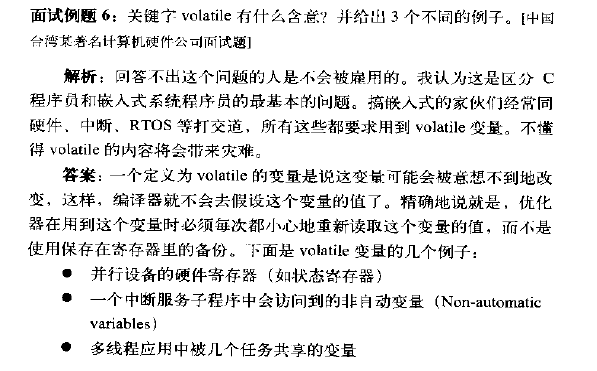 面试例题 6：关键字 volatile 有什么含意？并给出 3 个不同的例子。[中国
台湾某著名计算机硬件公司面试题]
解析：回答不出这个问题的人是不会被雇用的。我认为这是区分 C
程序员和嵌入式系统程序员的最基本的问题。搞嵌入式的家伙们经常同
硬件、中断、RTOS 等打交道，所有这些都要求用到 volatile 变量。不懂
得 volatile 的内容将会带来灾难。
答案：一个定义为 volatile 的变量是说这变量可能会被意想不到地改
变，这样，编译器就不会去假设这个变量的值了。精确地说就是，优化
器在用到这个变量时必须每次都小心地重新读取这个变量的值，而不是
使用保存在寄存器里的备份。下面是 volatile 变量的几个例子：
● 并行设备的硬件寄存器（如状态寄存器）
● 一个中断服务子程序中会访问到的非自动变量（Non-automatic
variables）
● 多线程应用中被几个任务共享的变量